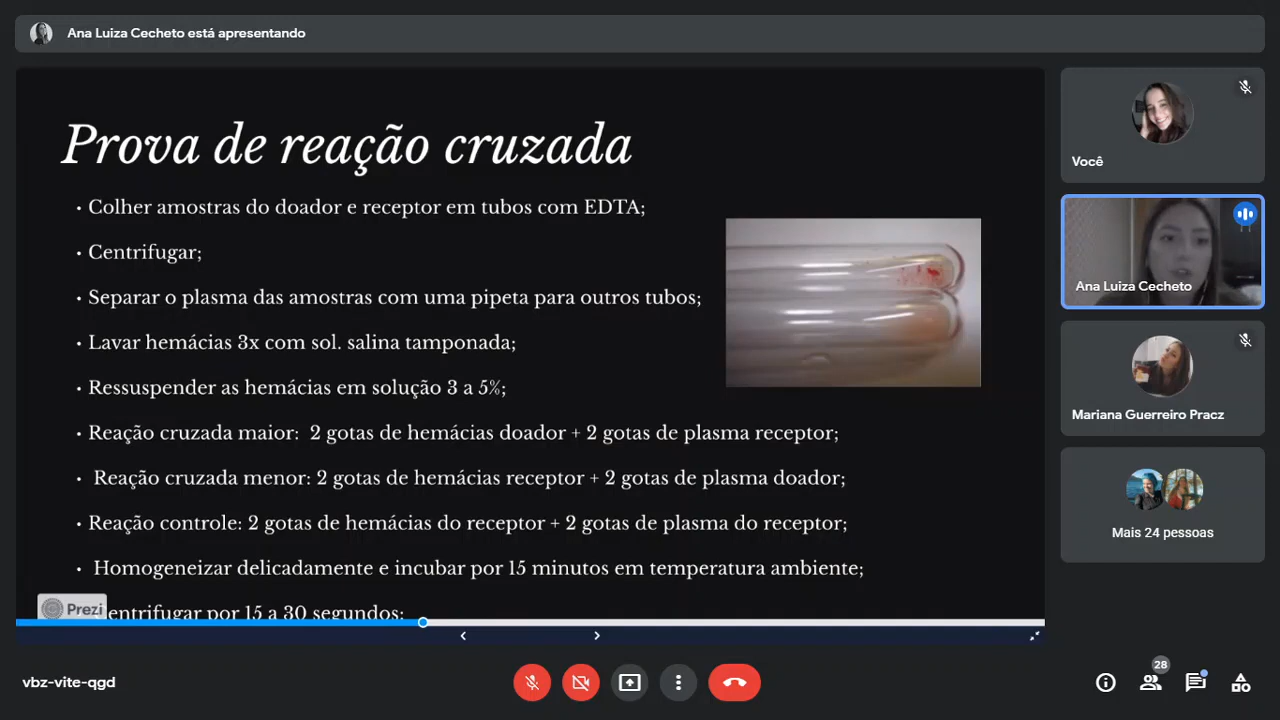 Ana Luiza Cecheto está apresentando
Prova de reação cruzada
• Colher amostras do doador e receptor em tubos com EDTA;
• Centrifugar;
• Separar o plasma das amostras com uma pipeta para outros tubos;
• Lavar hemácias 3x com sol. salina tamponada;
• Ressuspender as hemácias em solução 3 a 5%;
• Reação cruzada maior: 2 gotas de hemácias doador + 2 gotas de plasma receptor;
• Reação cruzada menor: 2 gotas de hemácias receptor + 2 gotas de plasma doador;
• Reação controle: 2 gotas de hemácias do receptor + 2 gotas de plasma do receptor;
• Homogeneizar delicadamente e incubar por 15 minutos em temperatura ambiente;
entrifugar por 15 a 30 segundos;
Prezi
Você
Ana Luiza Cecheto
Mariana Guerreiro Pracz
Mais 24 pessoas
vbz-vite-qgd
28